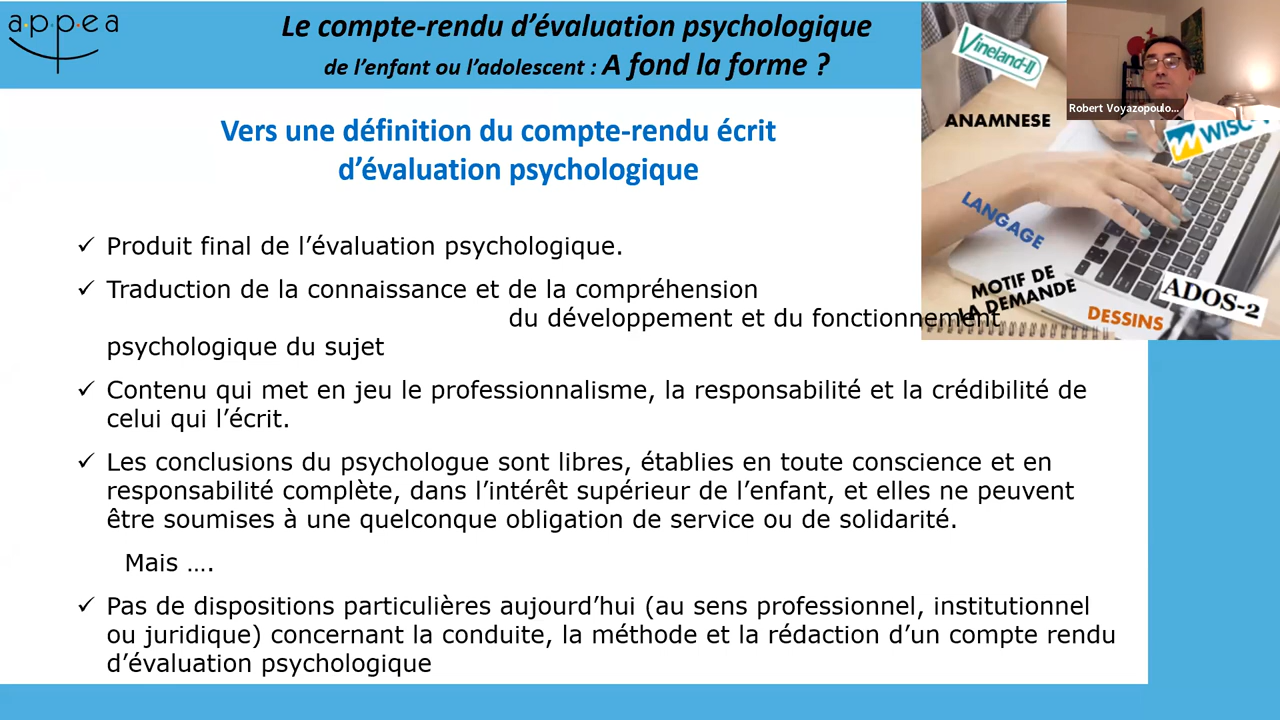 appea
Le compte-rendu d'évaluation psychologique
de l'enfant ou l'adolescent : A fond la forme ?
Vineland-II
Robert Voyazopoulo...
ANAMNESE
WISC
LANGAGE
MOTIF DE
LA DEMANDE
DESSINS
ADOS-2
Vers une définition du compte-rendu écrit
d'évaluation psychologique
✓ Produit final de l'évaluation psychologique.
✓ Traduction de la connaissance et de la compréhension
du développement et du fonctionnement
psychologique du sujet
✓ Contenu qui met en jeu le professionnalisme, la responsabilité et la crédibilité de
celui qui l'écrit.
✓ Les conclusions du psychologue sont libres, établies en toute conscience et en
responsabilité complète, dans l'intérêt supérieur de l'enfant, et elles ne peuvent
être soumises à une quelconque obligation de service ou de solidarité.
Mais ....
✓ Pas de dispositions particulières aujourd'hui (au sens professionnel, institutionnel
ou juridique) concernant la conduite, la méthode et la rédaction d'un compte rendu
d'évaluation psychologique